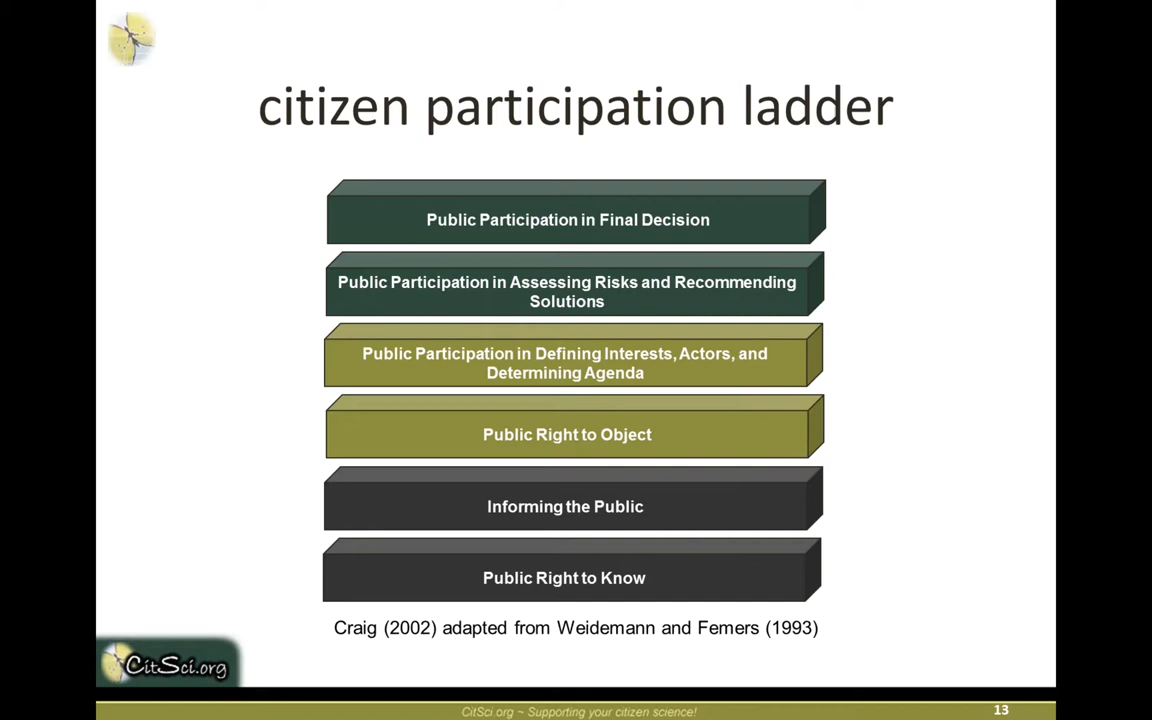 citizen participation ladder
Public Participation in Final Decision
Public Participation in Assessing Risks and Recommending
Solutions
Public Participation in Defining Interests, Actors, and
Determining Agenda
Public Right to Object
Informing the Public
Public Right to Know
Craig (2002) adapted from Weidemann and Femers (1993)
CitSci.org
CitSci.org ~ Supporting your citizen science!
13